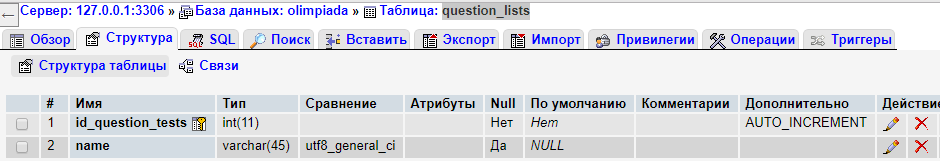 Сервер: 127.0.0.1:3306 » База данных: olimpiada » Таблица: question_lists
Обзор Структура SQL Поиск Вставить Экспорт Импорт Привилегии Операции Триггеры
Структура таблицы Связи
# Имя Тип Сравнение Атрибуты Null По умолчанию Комментарии Дополнительно Действие
1 id_question_tests int(11) Нет Нет AUTO_INCREMENT
2 name varchar(45) utf8_general_ci Да NULL